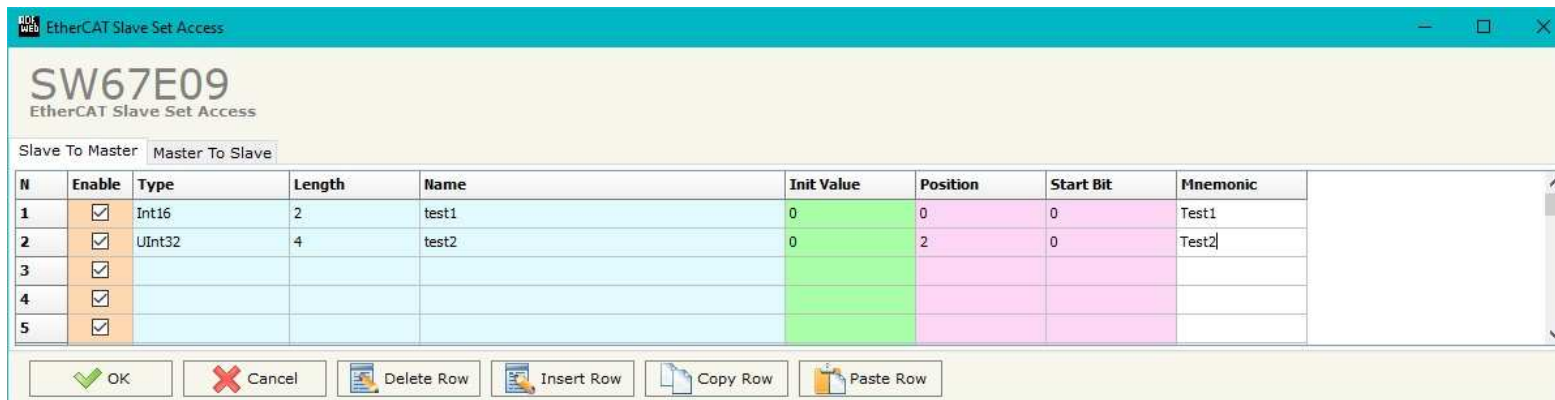 ADF WEB EtherCAT Slave Set Access
SW67E09
EtherCAT Slave Set Access
Slave To Master Master To Slave
N Enable Type Length Name Init Value Position Start Bit Mnemonic
1 Int16 2 test1 0 0 0 Test1
2 UInt32 4 test2 0 2 0 Test2
3
4
5
OK Cancel Delete Row Insert Row Copy Row Paste Row